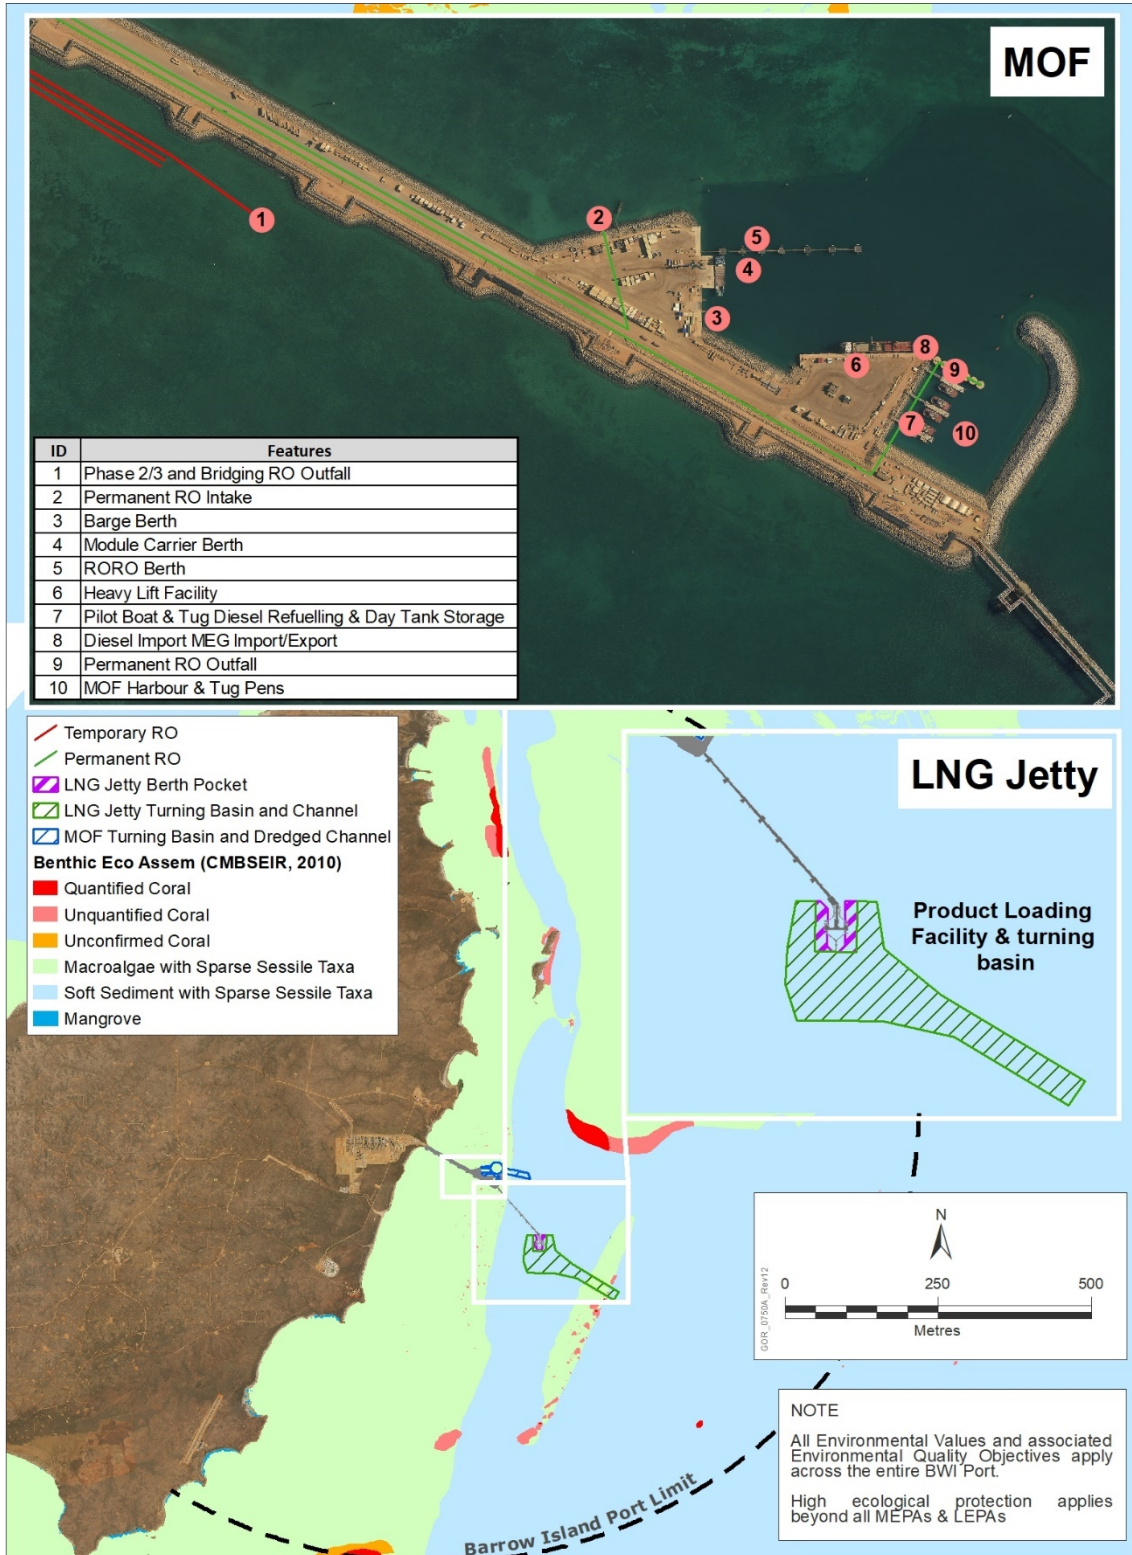 MOF
1
2
5
4
3
8
6
9
7
10
ID Features
1 Phase 2/3 and Bridging RO Outfall
2 Permanent RO Intake
3 Barge Berth
4 Module Carrier Berth
5 RORO Berth
6 Heavy Lift Facility
7 Pilot Boat & Tug Diesel Refuelling & Day Tank Storage
8 Diesel Import MEG Import/Export
9 Permanent RO Outfall
10 MOF Harbour & Tug Pens
Temporary RO
Permanent RO
LNG Jetty Berth Pocket
LNG Jetty Turning Basin and Channel
MOF Turning Basin and Dredged Channel
Benthic Eco Assem (CMBSEIR, 2010)
Quantified Coral
Unquantified Coral
Unconfirmed Coral
Macroalgae with Sparse Sessile Taxa
Soft Sediment with Sparse Sessile Taxa
Mangrove
LNG Jetty
Product Loading
Facility & turning
basin
N
0 250 500
Metres
GOR_0750A_Rev12
NOTE
All Environmental Values and associated
Environmental Quality Objectives apply
across the entire BWI Port.
High ecological protection applies
beyond all MEPAs & LEPAs
Barrow Island Port Limit